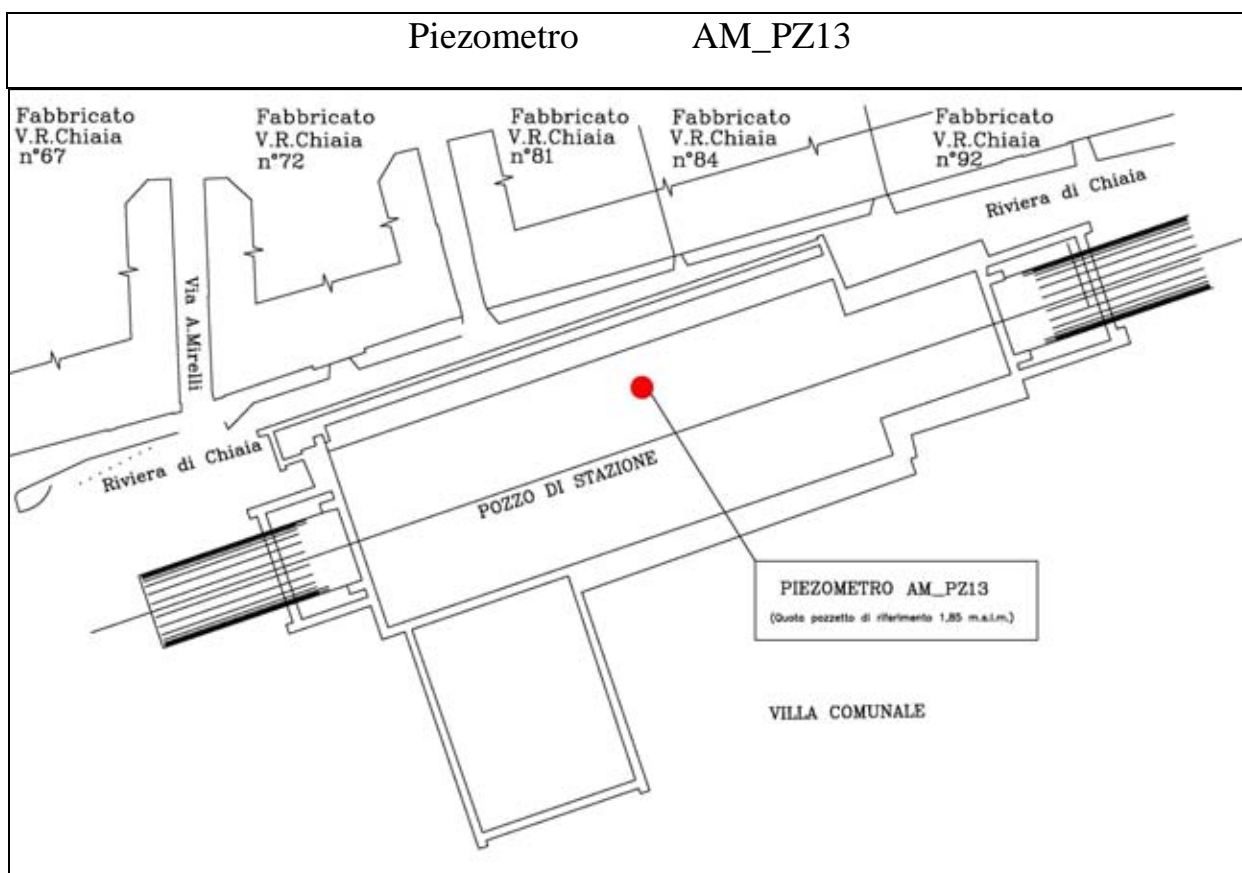 Piezometro AM_PZ13
Fabbricato
V.R.Chiaia
n°67
Fabbricato
V.R.Chiaia
n°72
Fabbricato
V.R.Chiaia
n°81
Fabbricato
V.R.Chiaia
n°84
Fabbricato
V.R.Chiaia
n°92
Riviera di Chiaia
Via A.Mirelli
Riviera di Chiaia
POZZO DI STAZIONE
PIEZOMETRO AM_PZ13
(Quota pozzetto di riferimento 1,85 m.s.l.m.)
VILLA COMUNALE